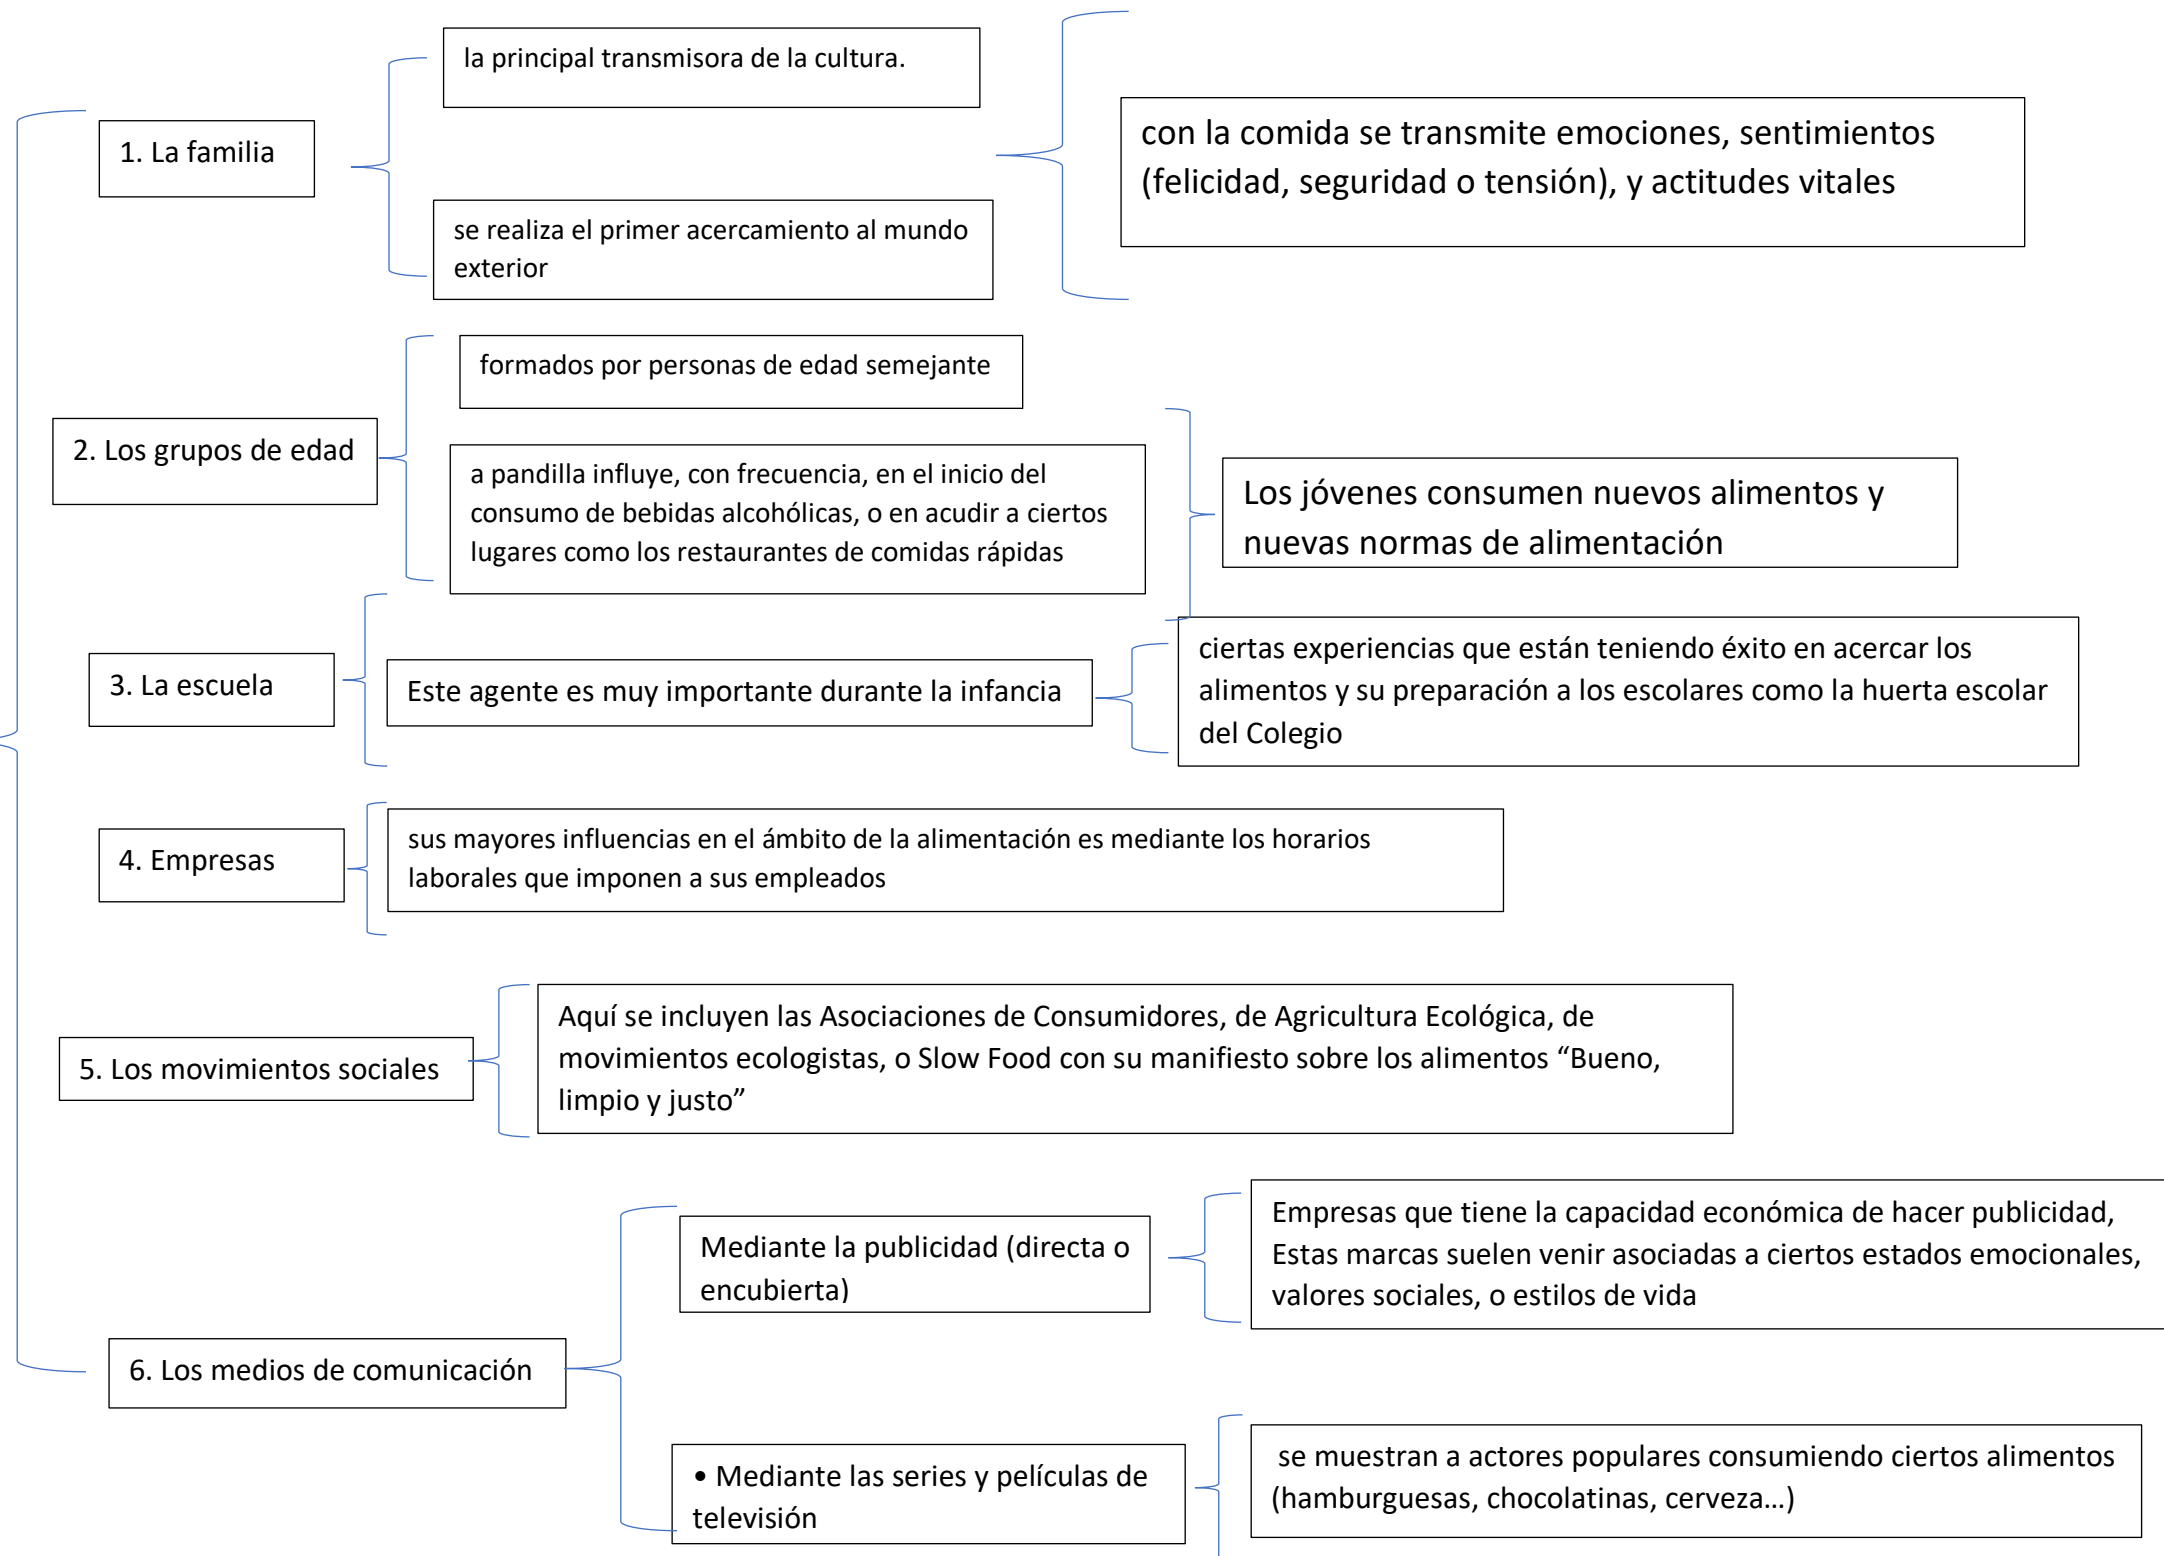 1. La familia
la principal transmisora de la cultura.
se realiza el primer acercamiento al mundo
exterior
con la comida se transmite emociones, sentimientos
(felicidad, seguridad o tensión), y actitudes vitales
2. Los grupos de edad
formados por personas de edad semejante
a pandilla influye, con frecuencia, en el inicio del
consumo de bebidas alcohólicas, o en acudir a ciertos
lugares como los restaurantes de comidas rápidas
Los jóvenes consumen nuevos alimentos y
nuevas normas de alimentación
3. La escuela
Este agente es muy importante durante la infancia
ciertas experiencias que están teniendo éxito en acercar los
alimentos y su preparación a los escolares como la huerta escolar
del Colegio
4. Empresas
sus mayores influencias en el ámbito de la alimentación es mediante los horarios
laborales que imponen a sus empleados
5. Los movimientos sociales
Aquí se incluyen las Asociaciones de Consumidores, de Agricultura Ecológica, de
movimientos ecologistas, o Slow Food con su manifiesto sobre los alimentos “Bueno,
limpio y justo”
6. Los medios de comunicación
Mediante la publicidad (directa o
encubierta)
Empresas que tiene la capacidad económica de hacer publicidad,
Estas marcas suelen venir asociadas a ciertos estados emocionales,
valores sociales, o estilos de vida
• Mediante las series y películas de
televisión
se muestran a actores populares consumiendo ciertos alimentos
(hamburguesas, chocolatinas, cerveza…)